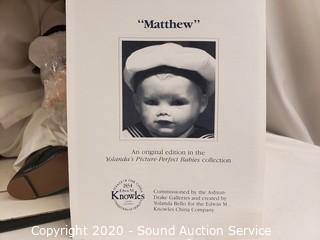 “Matthew”
An original edition in the
Yolanda's Picture-Perfect Babies collection
Edwin M.
Knowles
Commissioned by the Ashton-
Drake Galleries and created by
Yolanda Bello for the Edwin M.
Knowles China Company
Copyright 2020 - Sound Auction Service